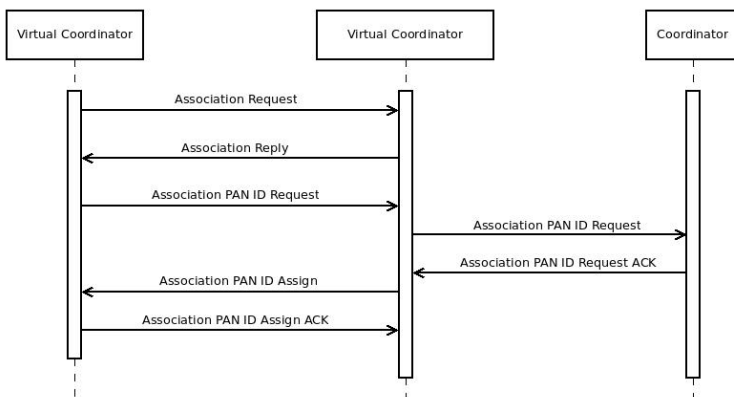 Virtual Coordinator
Virtual Coordinator
Coordinator
Association Request
Association Reply
Association PAN ID Request
Association PAN ID Request
Association PAN ID Request ACK
Association PAN ID Assign
Association PAN ID Assign ACK